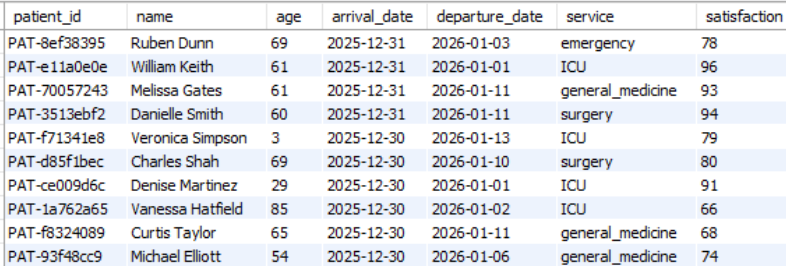 patient_id name age arrival_date departure_date service satisfaction
PAT-8ef38395 Ruben Dunn 69 2025-12-31 2026-01-03 emergency 78
PAT-e11a0e0e William Keith 61 2025-12-31 2026-01-01 ICU 96
PAT-70057243 Melissa Gates 61 2025-12-31 2026-01-11 general_medicine 93
PAT-3513ebf2 Danielle Smith 60 2025-12-31 2026-01-11 surgery 94
PAT-f71341e8 Veronica Simpson 3 2025-12-30 2026-01-13 ICU 79
PAT-d85f1bec Charles Shah 69 2025-12-30 2026-01-10 surgery 80
PAT-ce009d6c Denise Martinez 29 2025-12-30 2026-01-01 ICU 91
PAT-1a762a65 Vanessa Hatfield 85 2025-12-30 2026-01-02 ICU 66
PAT-f8324089 Curtis Taylor 65 2025-12-30 2026-01-11 general_medicine 68
PAT-93f48cc9 Michael Elliott 54 2025-12-30 2026-01-06 general_medicine 74